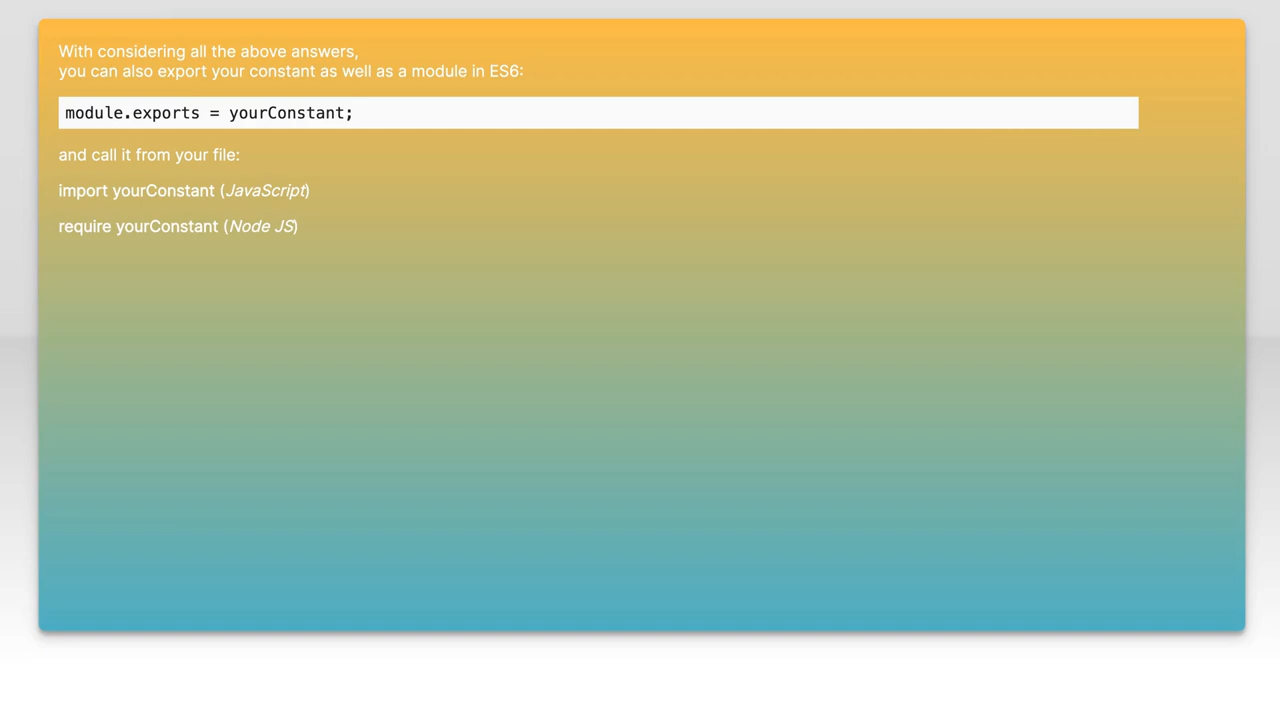 With considering all the above answers,
you can also export your constant as well as a module in ES6:
module.exports = yourConstant;
and call it from your file:
import yourConstant (JavaScript)
require yourConstant (Node JS)